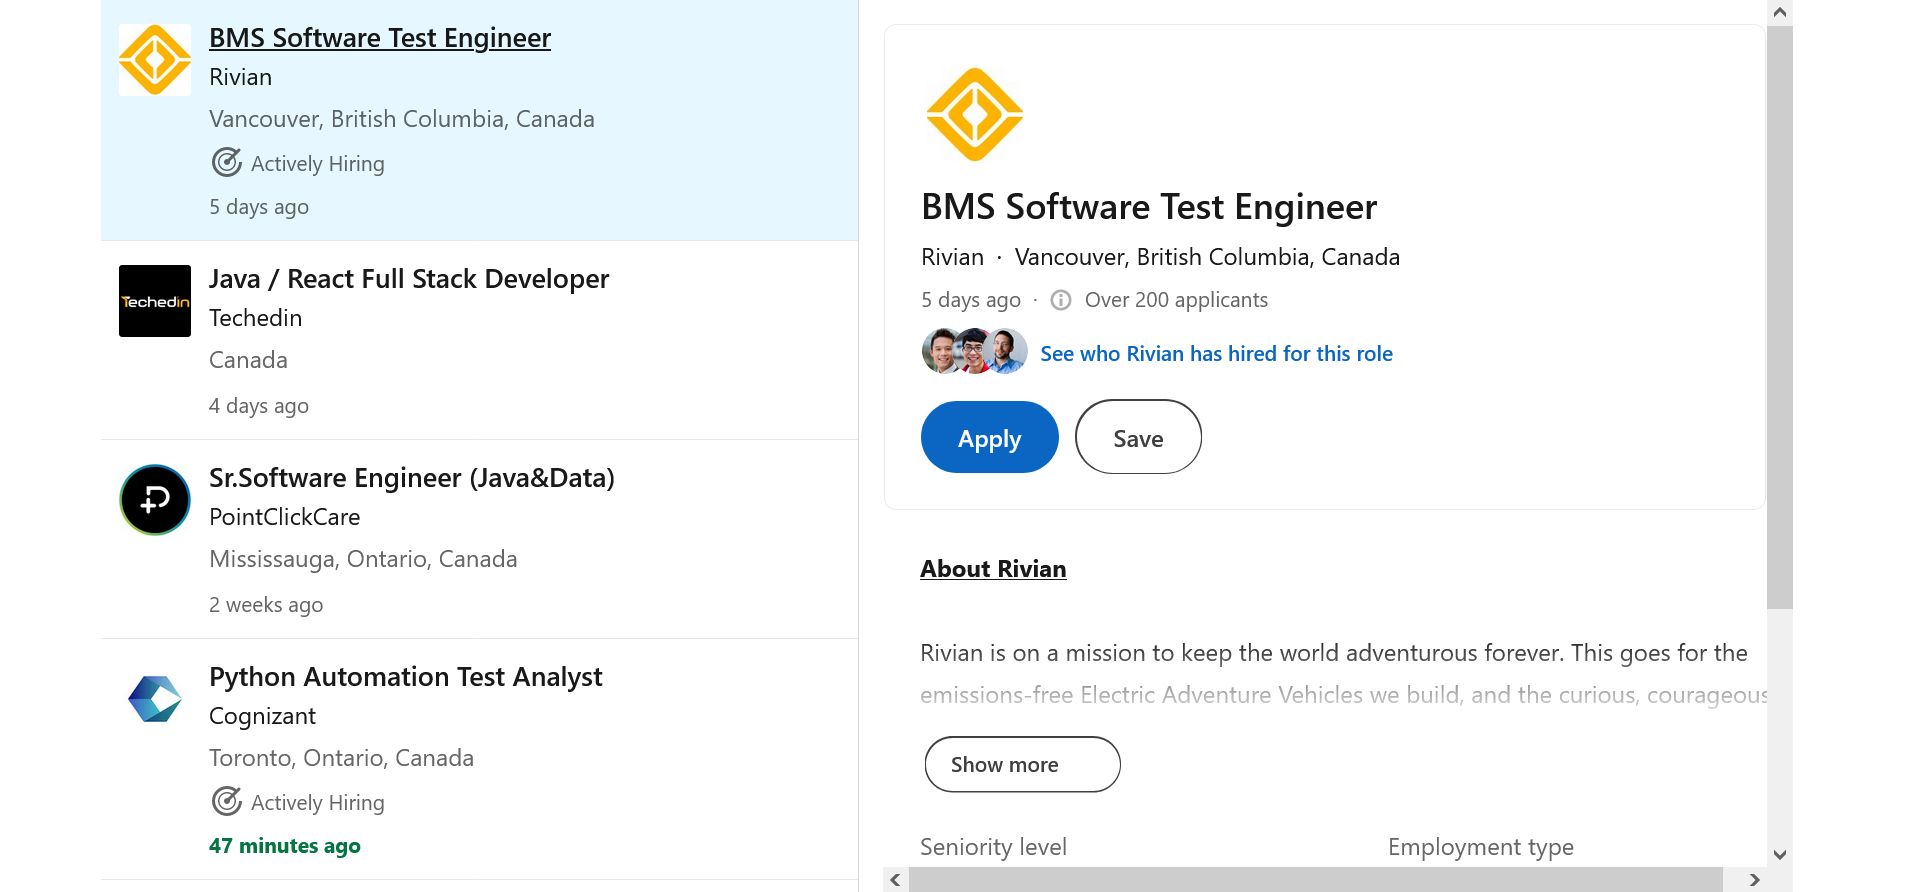 BMS Software Test Engineer
Rivian
Vancouver, British Columbia, Canada
Actively Hiring
5 days ago
Techedin
Java / React Full Stack Developer
Techedin
Canada
4 days ago
Sr.Software Engineer (Java&Data)
PointClickCare
Mississauga, Ontario, Canada
2 weeks ago
Python Automation Test Analyst
Cognizant
Toronto, Ontario, Canada
Actively Hiring
47 minutes ago
BMS Software Test Engineer
Rivian · Vancouver, British Columbia, Canada
5 days ago · Over 200 applicants
See who Rivian has hired for this role
Apply Save
About Rivian
Rivian is on a mission to keep the world adventurous forever. This goes for the
emissions-free Electric Adventure Vehicles we build, and the curious, courageous
Show more
Seniority level Employment type